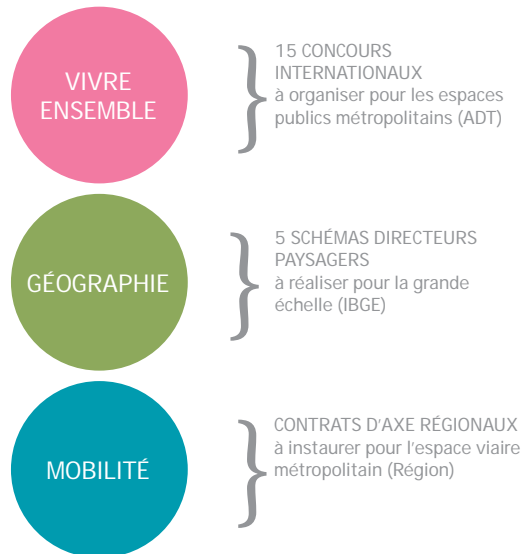 VIVRE
ENSEMBLE
15 CONCOURS
INTERNATIONAUX
à organiser pour les espaces
publics métropolitains (ADT)
GÉOGRAPHIE
5 SCHÉMAS DIRECTEURS
PAYSAGERS
à réaliser pour la grande
échelle (IBGE)
MOBILITÉ
CONTRATS D'AXE RÉGIONAUX
à instaurer pour l'espace viaire
métropolitain (Région)